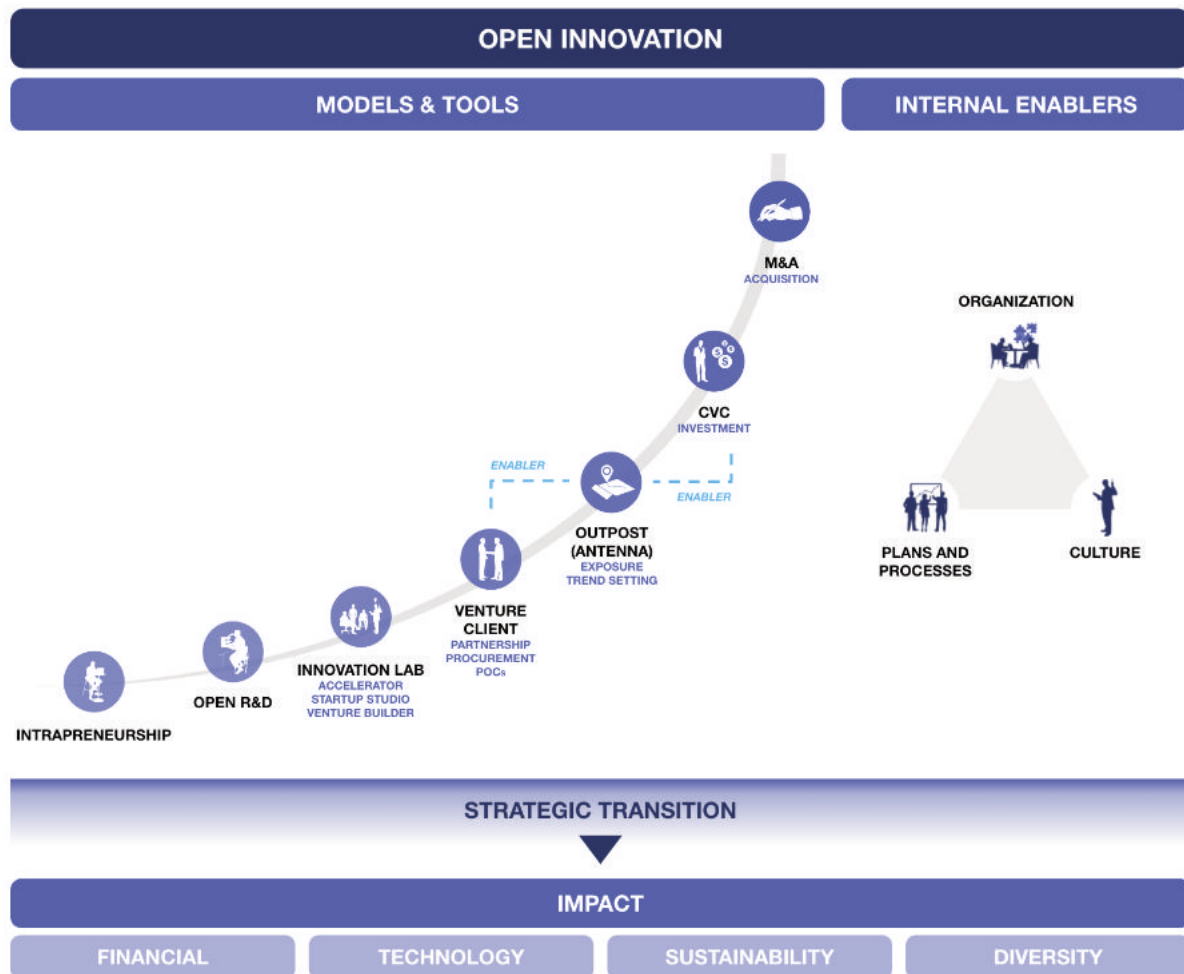 OPEN INNOVATION
MODELS & TOOLS
INTERNAL ENABLERS
M&A
ACQUISITION
CVC
INVESTMENT
ENABLER
ENABLER
OUTPOST
(ANTENNA)
EXPOSURE
TREND SETTING
VENTURE
CLIENT
PARTNERSHIP
PROCUREMENT
POCs
INNOVATION LAB
ACCELERATOR
STARTUP STUDIO
VENTURE BUILDER
OPEN R&D
INTRAPRENEURSHIP
ORGANIZATION
PLANS AND
PROCESSES
CULTURE
STRATEGIC TRANSITION
IMPACT
FINANCIAL
TECHNOLOGY
SUSTAINABILITY
DIVERSITY